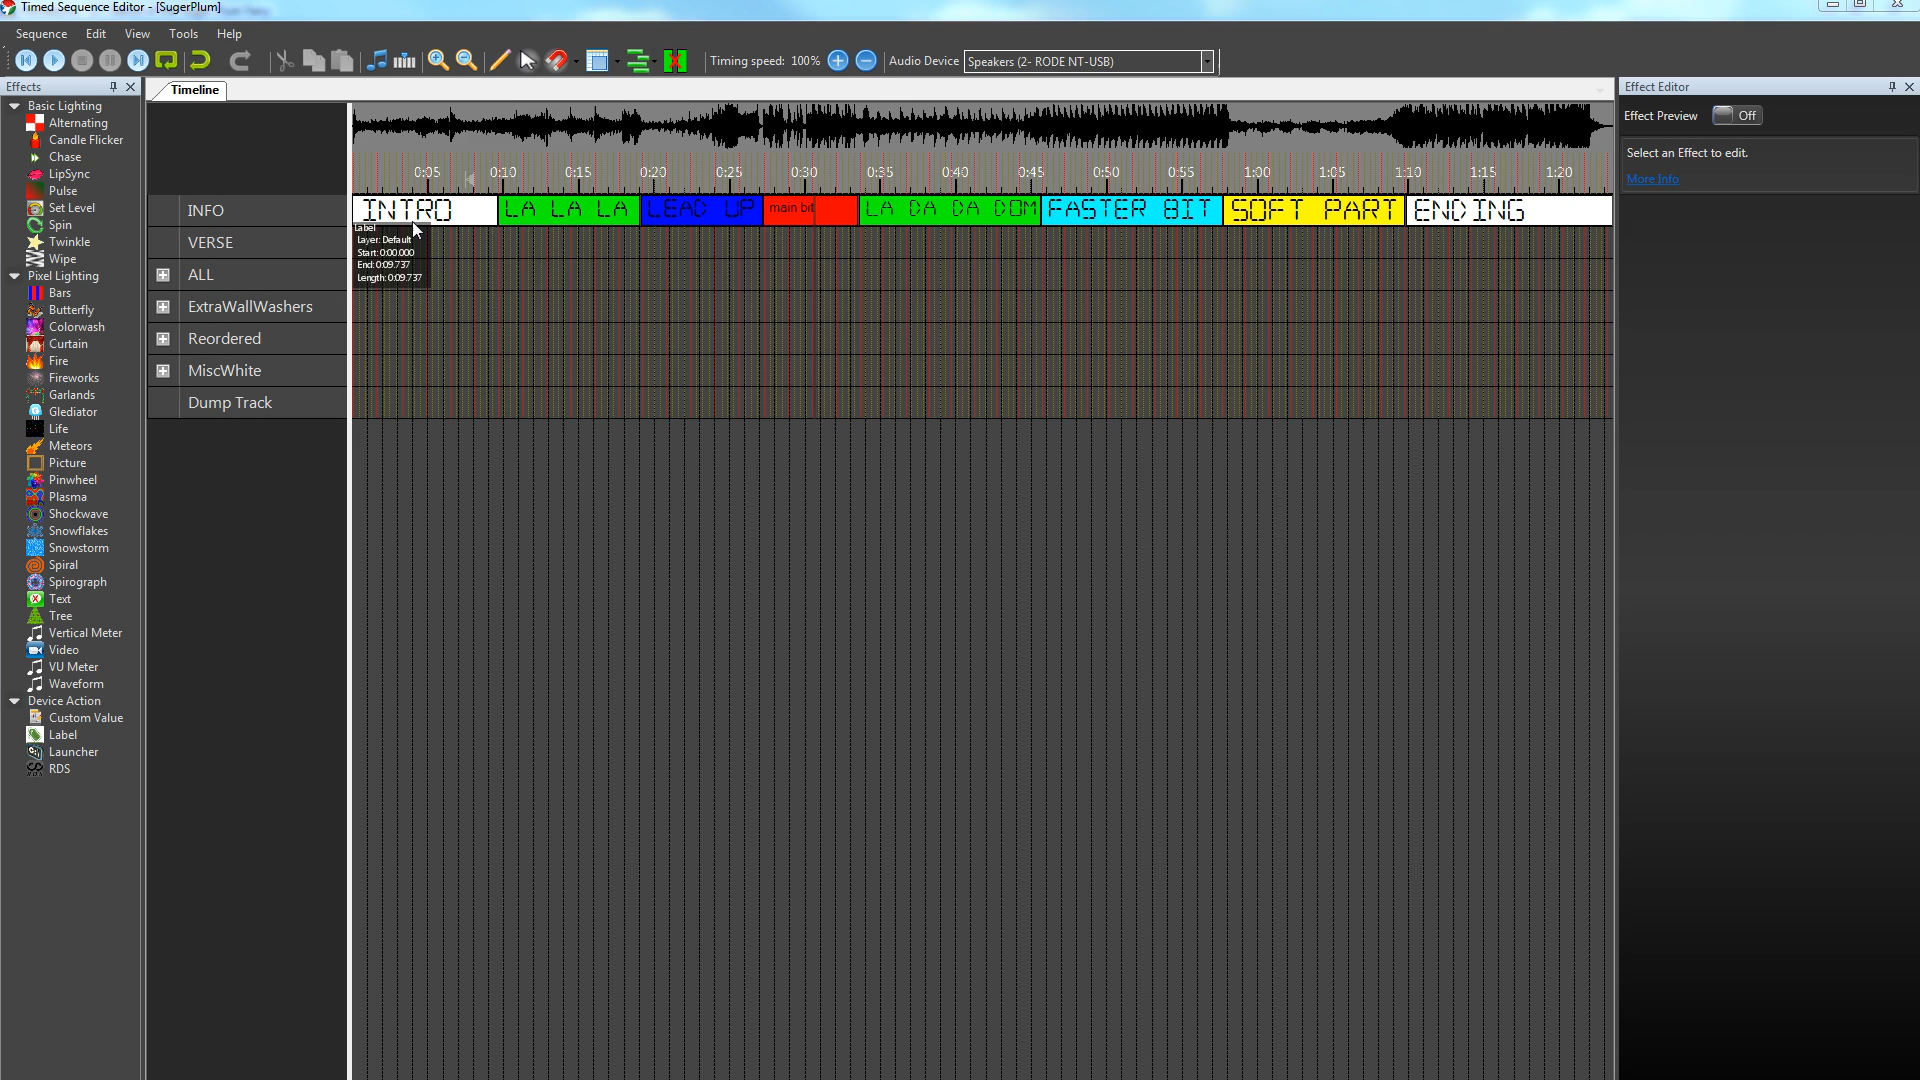 Timed Sequence Editor - [SugerPlum]
Sequence Edit View Tools Help
Timing speed: 100% Audio Device Speakers (2- RODE NT-USB)
Effects
Basic Lighting
Alternating
Candle Flicker
Chase
LipSync
Pulse
Set Level
Spin
Twinkle
Wipe
Pixel Lighting
Bars
Butterfly
Colorwash
Curtain
Fire
Fireworks
Garlands
Glediator
Life
Meteors
Picture
Pinwheel
Plasma
Shockwave
Snowflakes
Snowstorm
Spiral
Spirograph
Text
Tree
Vertical Meter
Video
VU Meter
Waveform
Device Action
Custom Value
Label
Launcher
RDS
Timeline
0:05 0:10 0:15 0:20 0:25 0:30 0:35 0:40 0:45 0:50 0:55 1:00 1:05 1:10 1:15 1:20
INFO
INTRO LA LA LA LEAD UP main bit LA DA DA DOM FASTER BIT SOFT PART ENDING
Label
Layer: Default
Start: 0:00.000
End: 0:09.737
Length: 0:09.737
VERSE
ALL
ExtraWallWashers
Reordered
MiscWhite
Dump Track
Effect Editor
Effect Preview Off
Select an Effect to edit.
More Info